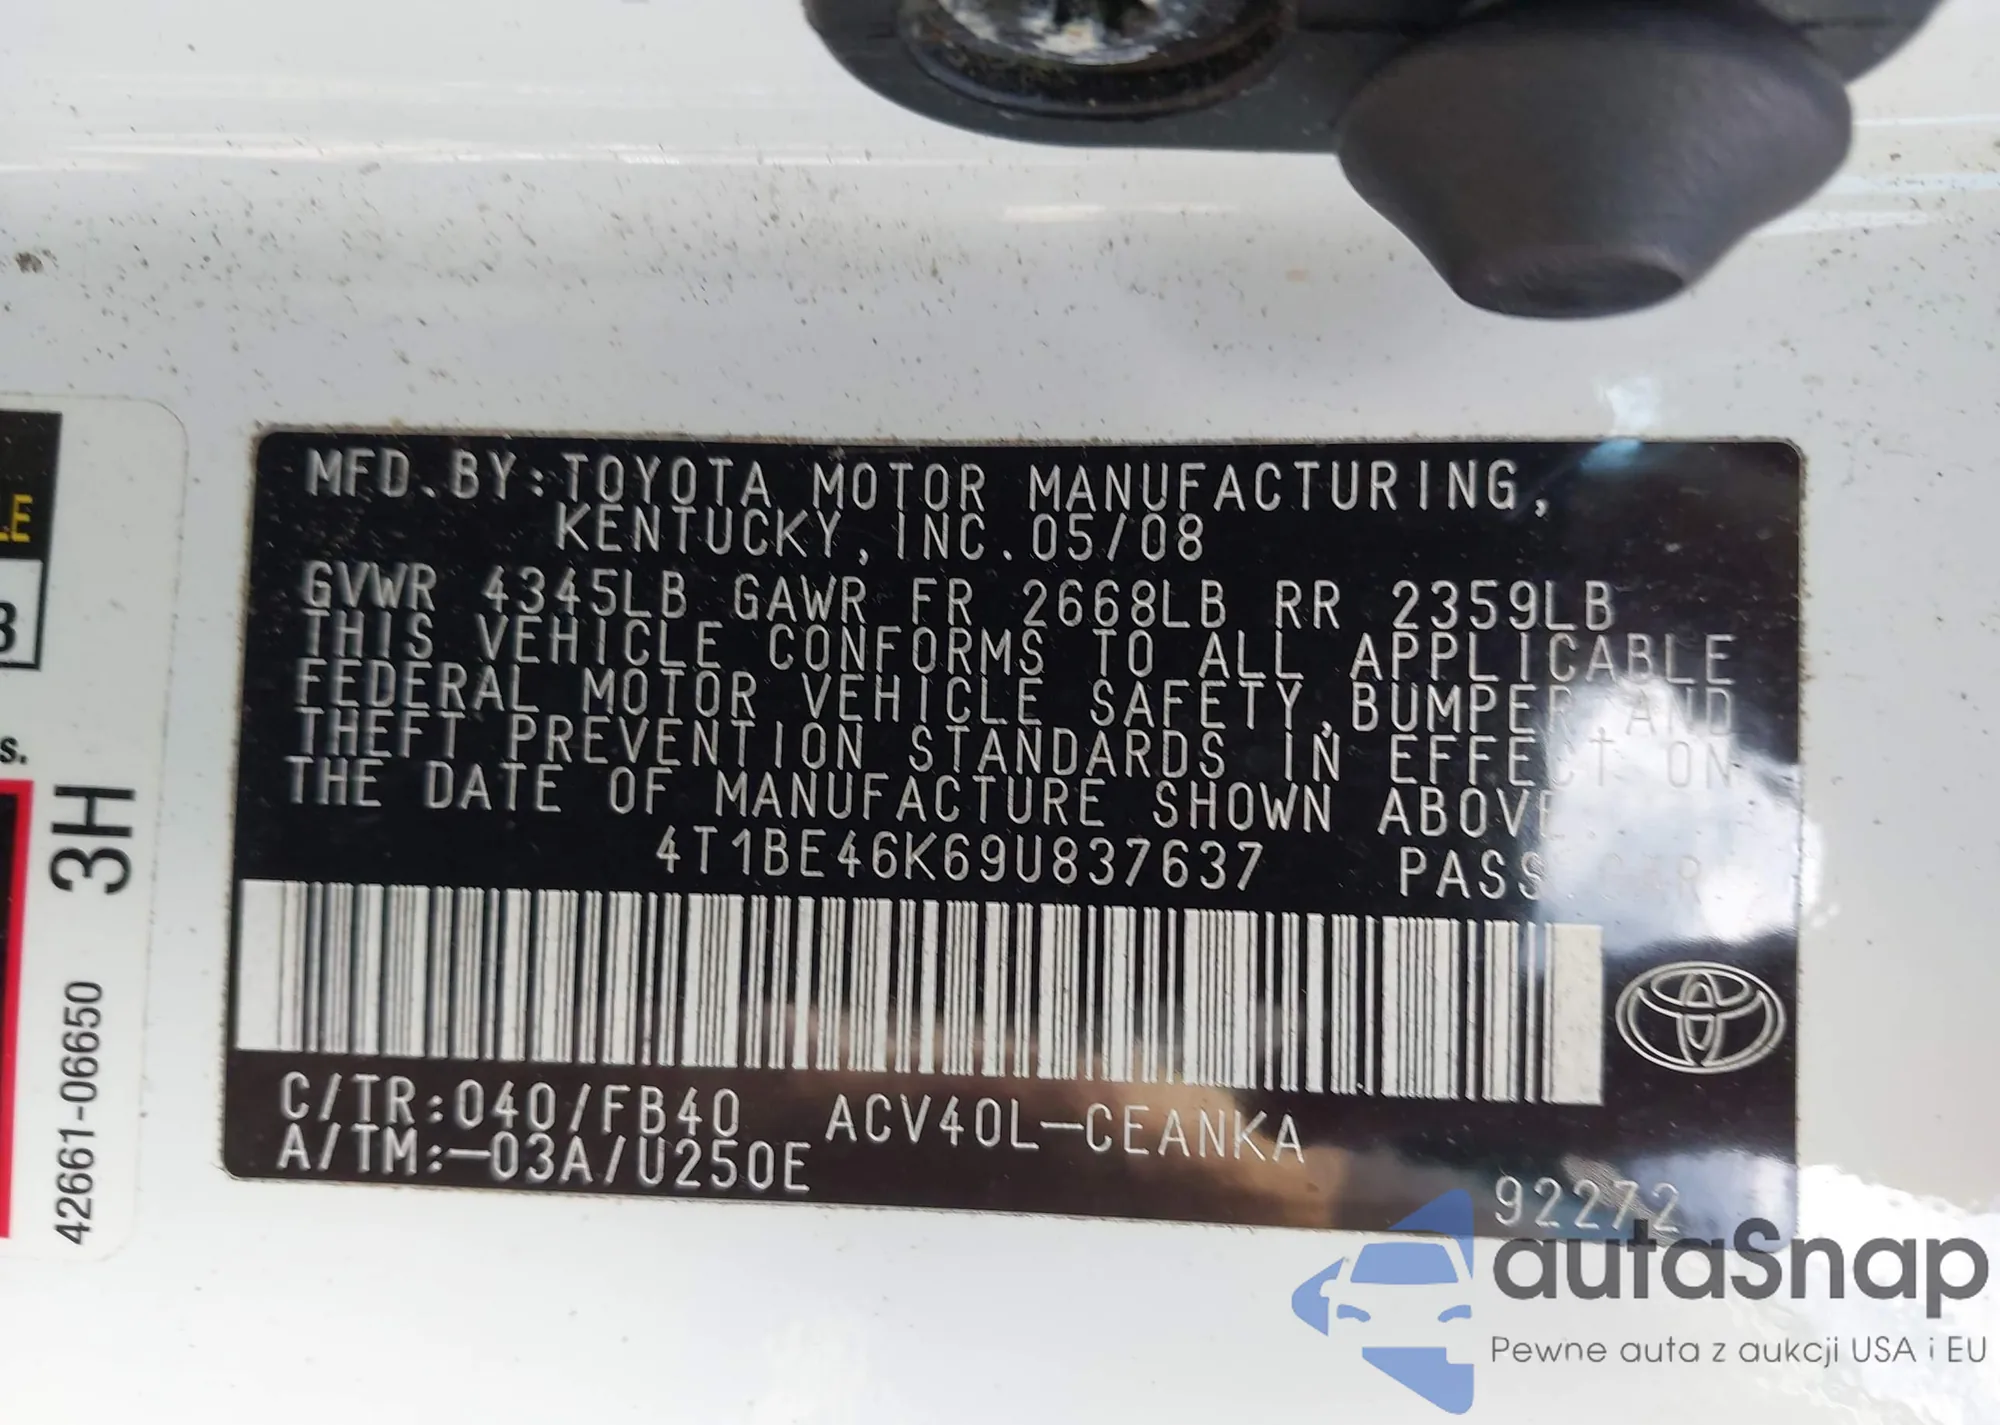 MFD.BY:TOYOTA MOTOR MANUFACTURING,
KENTUCKY,INC.05/08
GVWR 4345LB GAWR FR 2668LB RR 2359LB
THIS VEHICLE CONFORMS TO ALL APPLICABLE
FEDERAL MOTOR VEHICLE SAFETY,BUMPER AND
THEFT PREVENTION STANDARDS IN EFFECT ON
THE DATE OF MANUFACTURE SHOWN ABOVE
4T1BE46K69U837637
C/TR:040/FB40 ACV40L-CEANKA
A/TM:-03A/U250E
92272
LE
3
s.
3H
42661-06650
autaSnap
Pewne auta z aukcji USA i EU